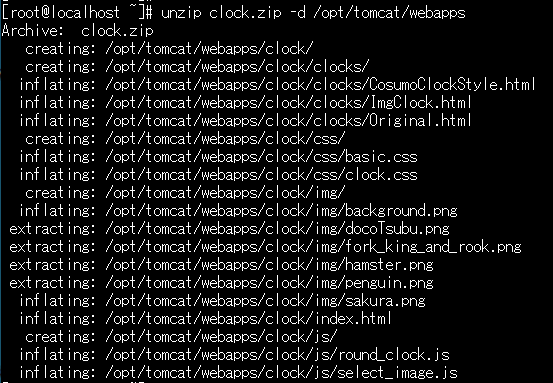 [root@localhost ~]# unzip clock.zip -d /opt/tomcat/webapps
Archive:  clock.zip
   creating: /opt/tomcat/webapps/clock/
   creating: /opt/tomcat/webapps/clock/clocks/
  inflating: /opt/tomcat/webapps/clock/clocks/CosumoClockStyle.html
  inflating: /opt/tomcat/webapps/clock/clocks/ImgClock.html
  inflating: /opt/tomcat/webapps/clock/clocks/Original.html
   creating: /opt/tomcat/webapps/clock/css/
  inflating: /opt/tomcat/webapps/clock/css/basic.css
  inflating: /opt/tomcat/webapps/clock/css/clock.css
   creating: /opt/tomcat/webapps/clock/img/
  inflating: /opt/tomcat/webapps/clock/img/background.png
 extracting: /opt/tomcat/webapps/clock/img/docoTsubu.png
  inflating: /opt/tomcat/webapps/clock/img/fork_king_and_rook.png
 extracting: /opt/tomcat/webapps/clock/img/hamster.png
 extracting: /opt/tomcat/webapps/clock/img/penguin.png
  inflating: /opt/tomcat/webapps/clock/img/sakura.png
  inflating: /opt/tomcat/webapps/clock/index.html
   creating: /opt/tomcat/webapps/clock/js/
  inflating: /opt/tomcat/webapps/clock/js/round_clock.js
  inflating: /opt/tomcat/webapps/clock/js/select_image.js